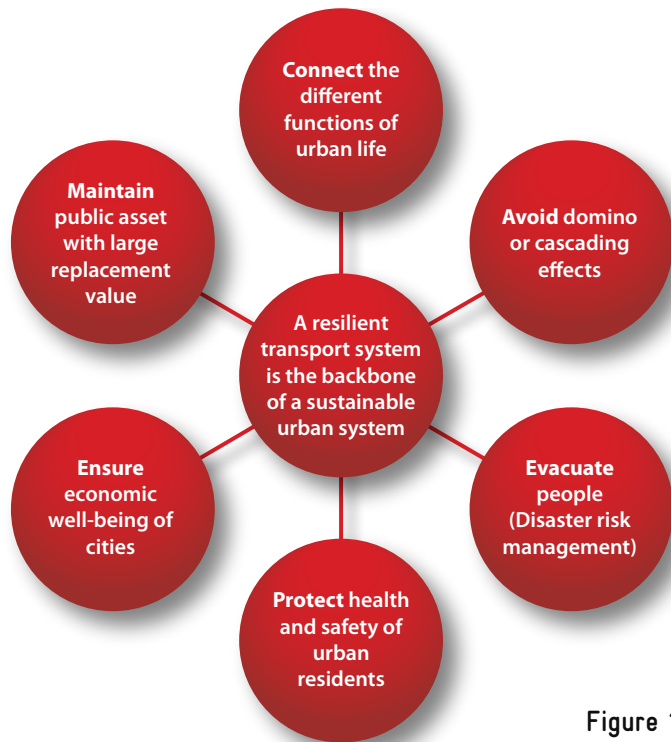 Connect the
different
functions of
urban life
Maintain
public asset
with large
replacement
value
Avoid domino
or cascading
effects
A resilient
transport system
is the backbone
of a sustainable
urban system
Ensure
economic
well-being of
cities
Evacuate
people
(Disaster risk
management)
Protect health
and safety of
urban
residents
Figure